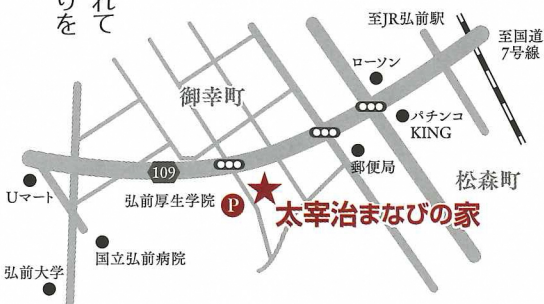 れて
りを
至JR弘前駅
至国道
7号線
ローソン
御幸町
パチンコ
KING
郵便局
松森町
109
Uマート
弘前厚生学院
P
太宰治まなびの家
国立弘前病院
弘前大学